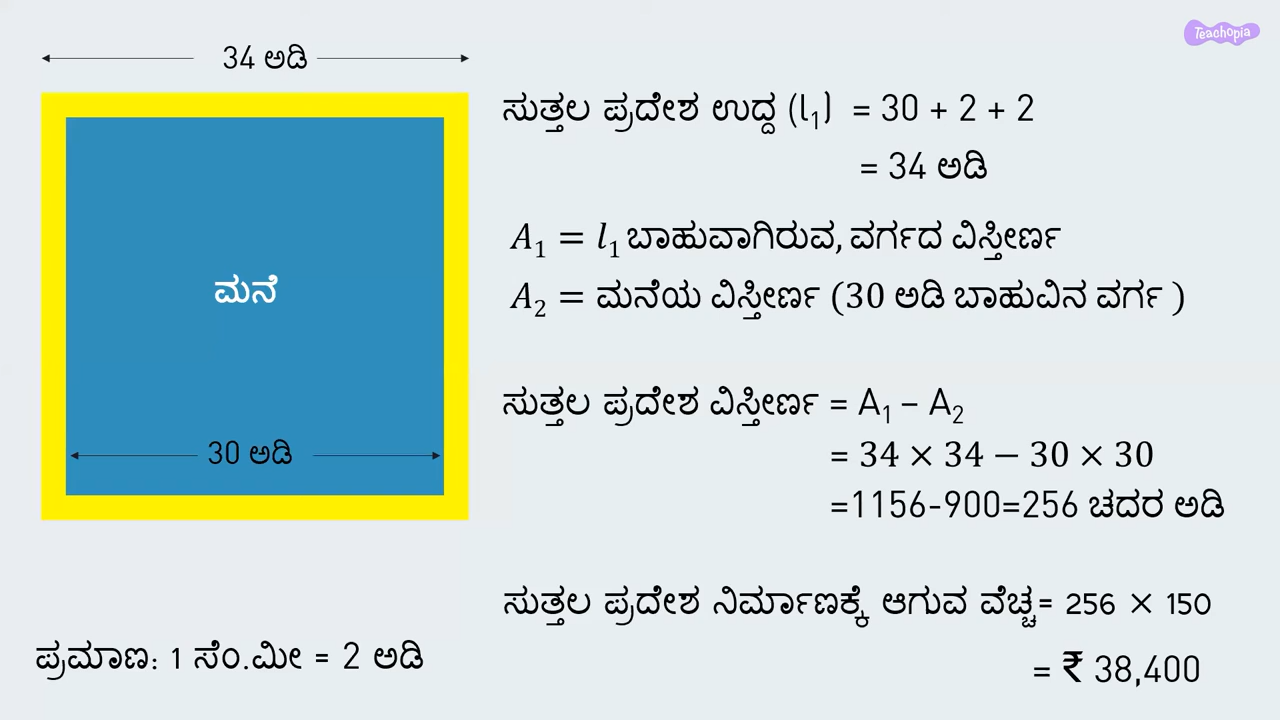 Teachopia
34 ಅಡಿ
ಸುತ್ತಲ ಪ್ರದೇಶ ಉದ್ದ (l₁) = 30 + 2 + 2
= 34 ಅಡಿ
A₁ = l₁ ಬಾಹುವಾಗಿರುವ, ವರ್ಗದ ವಿಸ್ತೀರ್ಣ
A₂ = ಮನೆಯ ವಿಸ್ತೀರ್ಣ (30 ಅಡಿ ಬಾಹುವಿನ ವರ್ಗ )
ಮನೆ
30 ಅಡಿ
ಸುತ್ತಲ ಪ್ರದೇಶ ವಿಸ್ತೀರ್ಣ = A₁ – A₂
= 34 × 34 − 30 × 30
=1156-900=256 ಚದರ ಅಡಿ
ಸುತ್ತಲ ಪ್ರದೇಶ ನಿರ್ಮಾಣಕ್ಕೆ ಆಗುವ ವೆಚ್ಚ= 256 × 150
= ₹ 38,400
ಪ್ರಮಾಣ: 1 ಸೆಂ.ಮೀ = 2 ಅಡಿ